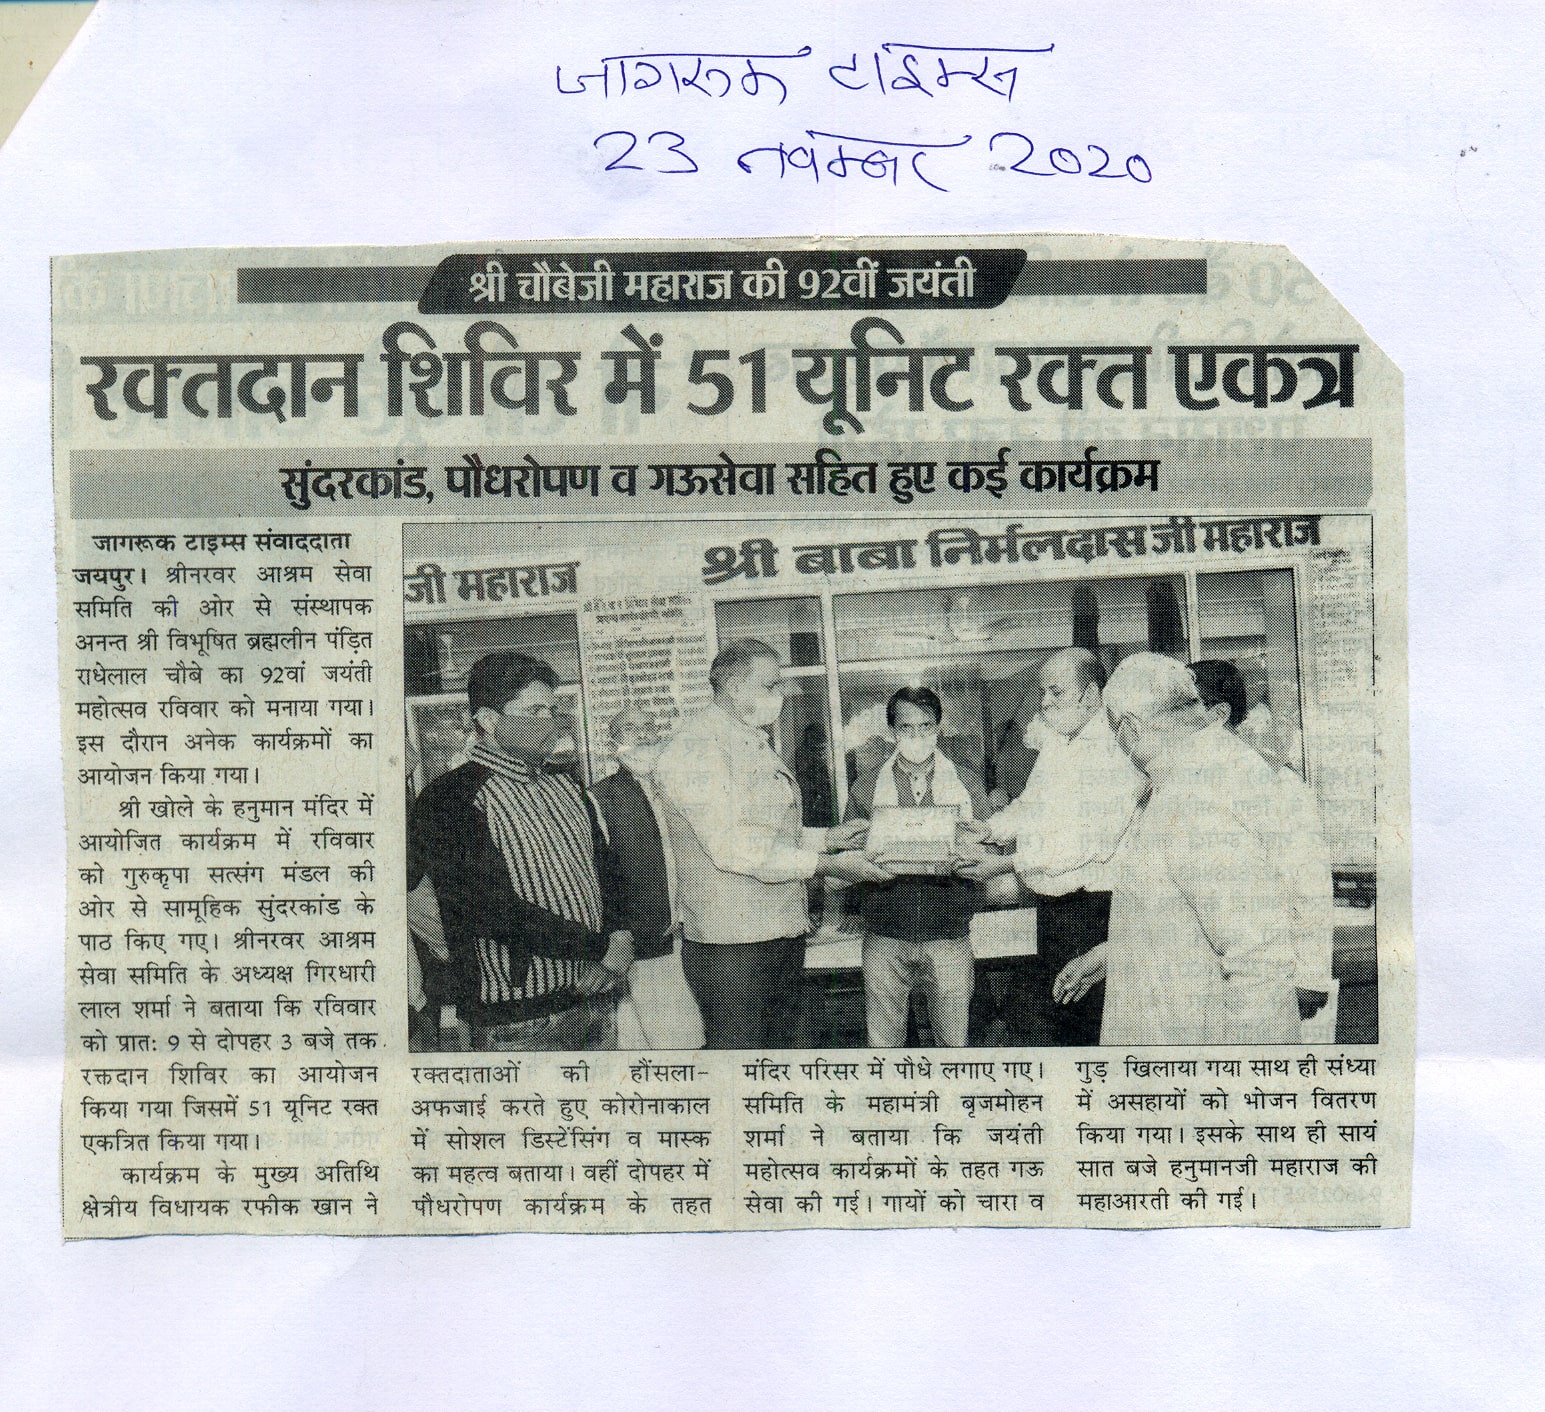 जागरूक टाइम्स
23 नवम्बर 2020
श्री चौबेजी महाराज की 92वीं जयंती
रक्तदान शिविर में 51 यूनिट रक्त एकत्र
सुंदरकांड, पौधरोपण व गऊसेवा सहित हुए कई कार्यक्रम
जागरूक टाइम्स संवाददाता
जयपुर। श्रीनरवर आश्रम सेवा
समिति की ओर से संस्थापक
अनन्त श्री विभूषित ब्रह्मलीन पंड़ित
राधेलाल चौबे का 92वां जयंती
महोत्सव रविवार को मनाया गया।
इस दौरान अनेक कार्यक्रमों का
आयोजन किया गया।
श्री खोले के हनुमान मंदिर में
आयोजित कार्यक्रम में रविवार
को गुरुकृपा सत्संग मंडल की
ओर से सामूहिक सुंदरकांड के
पाठ किए गए। श्रीनरवर आश्रम
सेवा समिति के अध्यक्ष गिरधारी
लाल शर्मा ने बताया कि रविवार
को प्रातः 9 से दोपहर 3 बजे तक
रक्तदान शिविर का आयोजन
किया गया जिसमें 51 यूनिट रक्त
एकत्रित किया गया।
कार्यक्रम के मुख्य अतिथि
क्षेत्रीय विधायक रफीक खान ने
जी महाराज
श्री बाबा निर्मलदास जी महाराज
रक्तदाताओं की हौंसला-
अफजाई करते हुए कोरोनाकाल
में सोशल डिस्टेंसिंग व मास्क
का महत्व बताया। वहीं दोपहर में
पौधरोपण कार्यक्रम के तहत
मंदिर परिसर में पौधे लगाए गए।
समिति के महामंत्री बृजमोहन
शर्मा ने बताया कि जयंती
महोत्सव कार्यक्रमों के तहत गऊ
सेवा की गई। गायों को चारा व
गुड़ खिलाया गया साथ ही संध्या
में असहायों को भोजन वितरण
किया गया। इसके साथ ही सायं
सात बजे हनुमानजी महाराज की
महाआरती की गई।